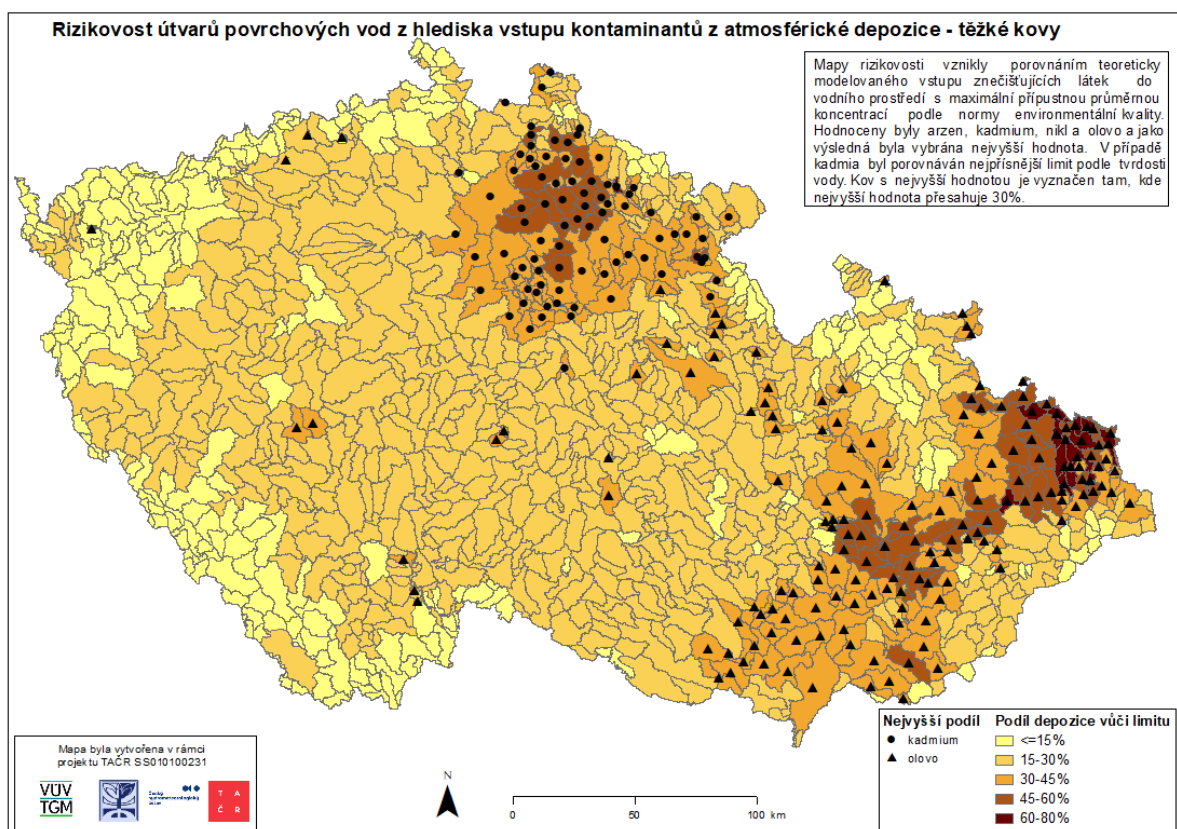 Rizikovost útvarů povrchových vod z hlediska vstupu kontaminantů z atmosférické depozice - těžké kovy
Mapy rizikovosti vznikly porovnáním teoreticky
modelovaného vstupu znečišťujících látek do
vodního prostředí s maximální přípustnou průměrnou
koncentrací podle normy environmentální kvality.
Hodnoceny byly arzen, kadmium, nikl a olovo a jako
výsledná byla vybrána nejvyšší hodnota. V případě
kadmia byl porovnáván nejpřísnější limit podle tvrdosti
vody. Kov s nejvyšší hodnotou je vyznačen tam, kde
nejvyšší hodnota přesahuje 30%.
Nejvyšší podíl
kadmium
olovo
Podíl depozice vůči limitu
<=15%
15-30%
30-45%
45-60%
60-80%
Mapa byla vytvořena v rámci
projektu TAČR SS010100231
VÚV
TGM
Český
hydrometeorologický
ústav
T A
Č R
N
0 50 100 km